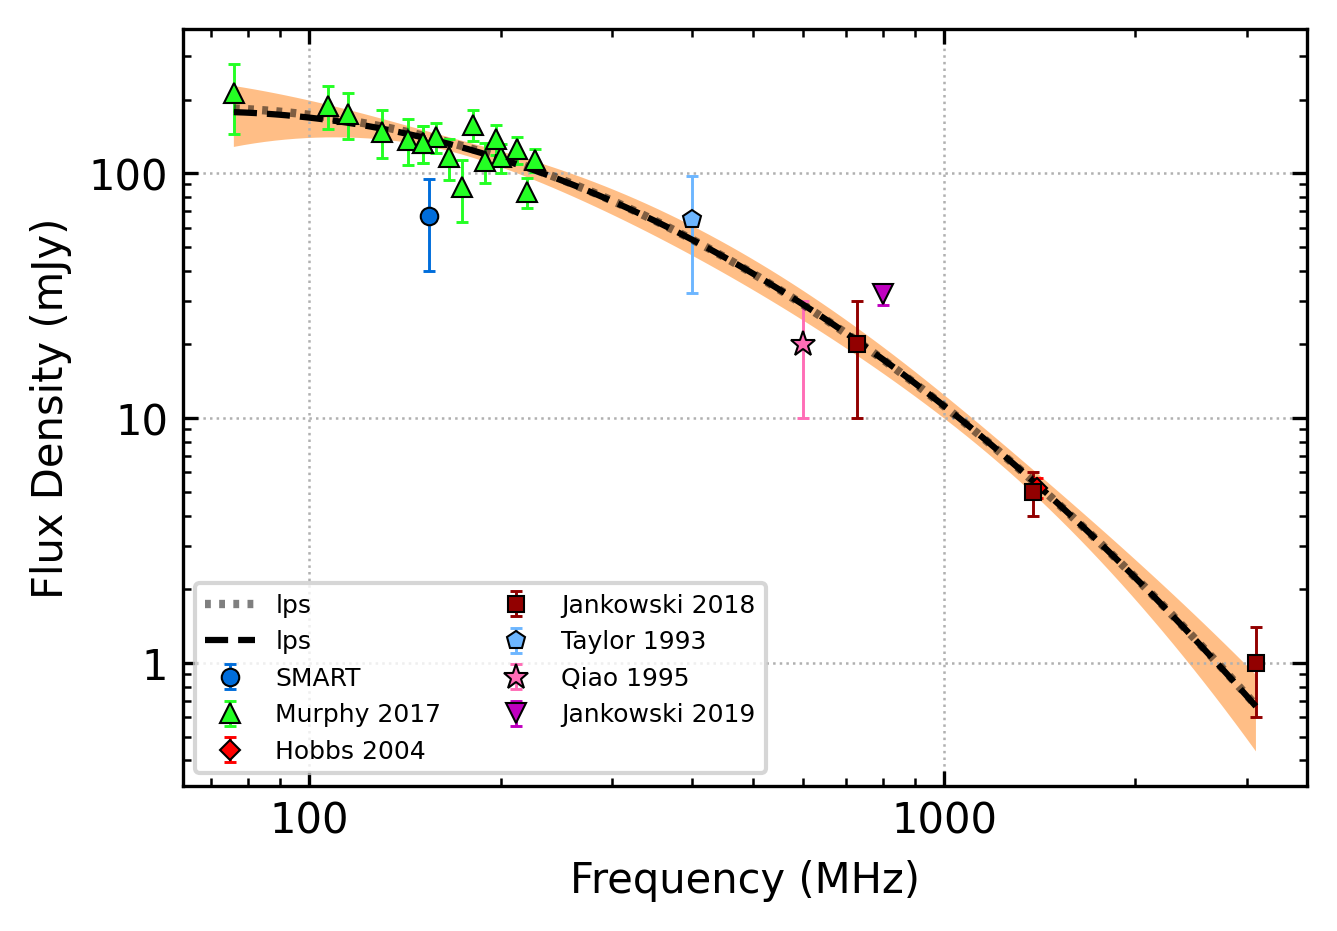 Flux Density (mJy)
100
10
1
lps
lps
SMART
Murphy 2017
Hobbs 2004
Jankowski 2018
Taylor 1993
Qiao 1995
Jankowski 2019
100
1000
Frequency (MHz)